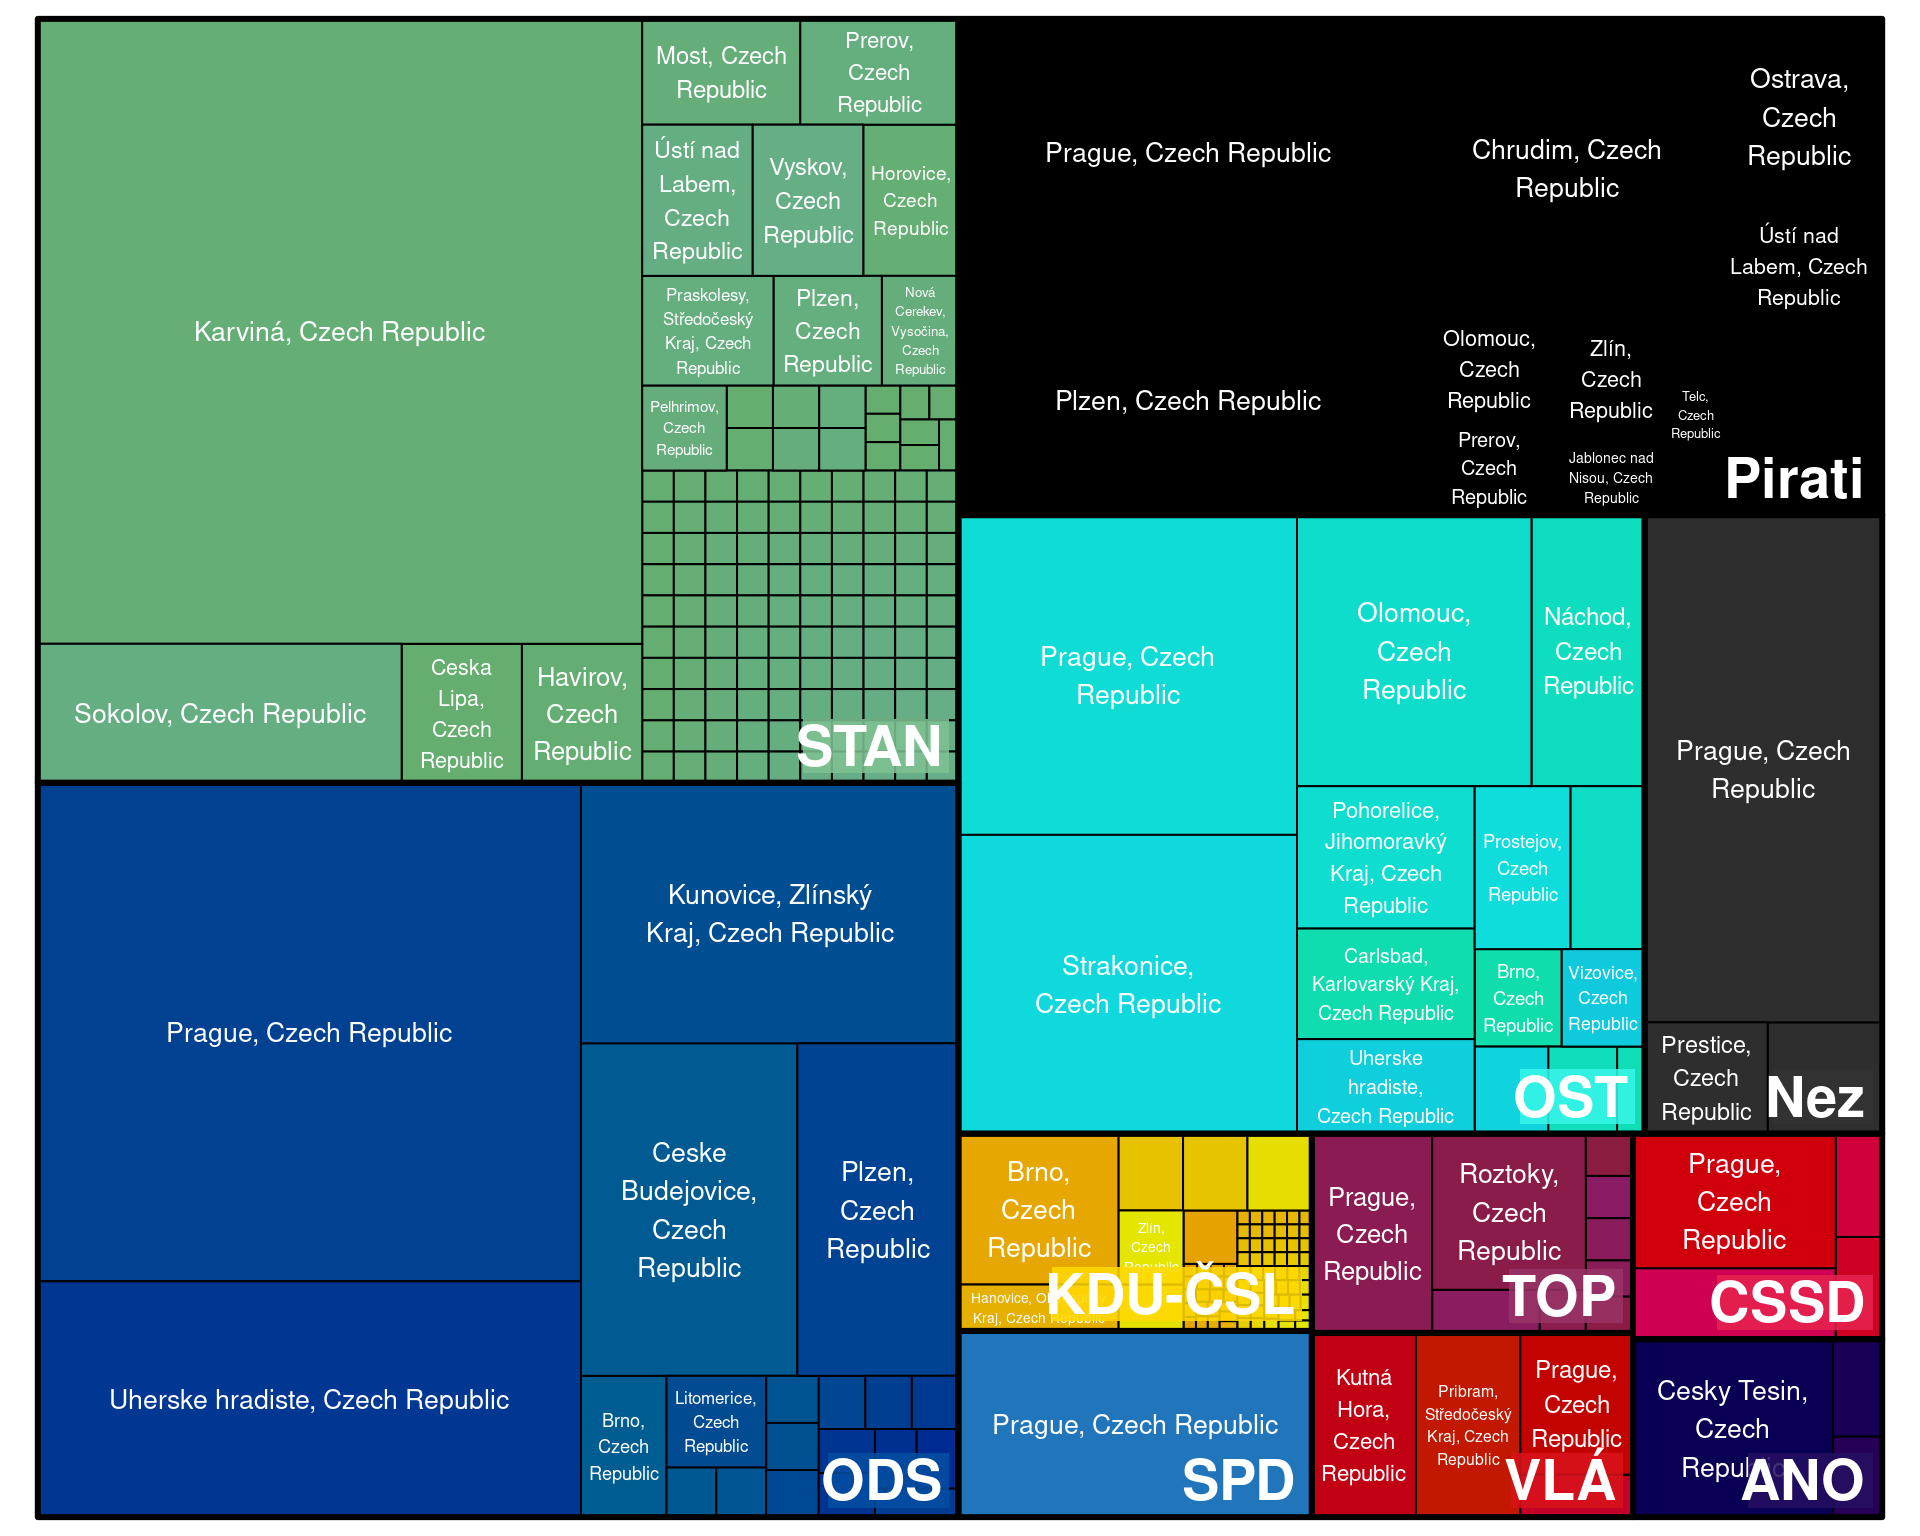 Karviná, Czech Republic
Sokolov, Czech Republic
Ceska
Lipa,
Czech
Republic
Havirov,
Czech
Republic
Most, Czech
Republic
Prerov,
Czech
Republic
Ústí nad
Labem,
Czech
Republic
Vyskov,
Czech
Republic
Horovice,
Czech
Republic
Praskolesy,
Středočeský
Kraj, Czech
Republic
Plzen,
Czech
Republic
Nová
Cerekev,
Vysočina,
Czech
Republic
Pelhrimov,
Czech
Republic
STAN
Prague, Czech Republic
Plzen, Czech Republic
Chrudim, Czech
Republic
Ostrava,
Czech
Republic
Ústí nad
Labem, Czech
Republic
Olomouc,
Czech
Republic
Zlín,
Czech
Republic
Telc,
Czech
Republic
Prerov,
Czech
Republic
Jablonec nad
Nisou, Czech
Republic
Pirati
Prague, Czech Republic
Uherske hradiste, Czech Republic
Kunovice, Zlínský
Kraj, Czech Republic
Ceske
Budejovice,
Czech
Republic
Plzen,
Czech
Republic
Brno,
Czech
Republic
Litomerice,
Czech
Republic
ODS
Prague, Czech
Republic
Strakonice,
Czech Republic
Olomouc,
Czech
Republic
Náchod,
Czech
Republic
Pohorelice,
Jihomoravký
Kraj, Czech
Republic
Prostejov,
Czech
Republic
Carlsbad,
Karlovarský Kraj,
Czech Republic
Brno,
Czech
Republic
Vizovice,
Czech
Republic
Uherske
hradiste,
Czech Republic
OST
Prague, Czech
Republic
Prestice,
Czech
Republic
Nez
Brno,
Czech
Republic
Zlín,
Czech
Republic
Hanovice,
Kraj, Czech Republic
KDU-ČSL
Prague,
Czech
Republic
Roztoky,
Czech
Republic
TOP
Prague,
Czech
Republic
CSSD
Prague, Czech Republic
SPD
Kutná
Hora,
Czech
Republic
Pribram,
Středočeský
Kraj, Czech
Republic
Prague,
Czech
Republic
VLÁ
Cesky Tesin,
Czech
Republic
ANO